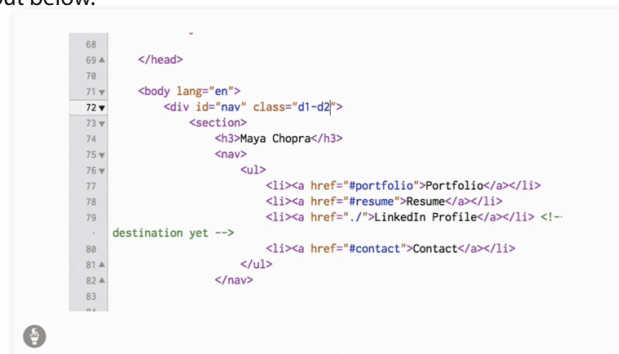 out below.
68
69 </head>
70
71 <body lang="en">
72 <div id="nav" class="d1-d2">
73 <section>
74 <h3>Maya Chopra</h3>
75 <nav>
76 <ul>
77 <li><a href="#portfolio">Portfolio</a></li>
78 <li><a href="#resume">Resume</a></li>
79 <li><a href="./">LinkedIn Profile</a></li> <!--
destination yet -->
80 <li><a href="#contact">Contact</a></li>
81 </ul>
82 </nav>
83